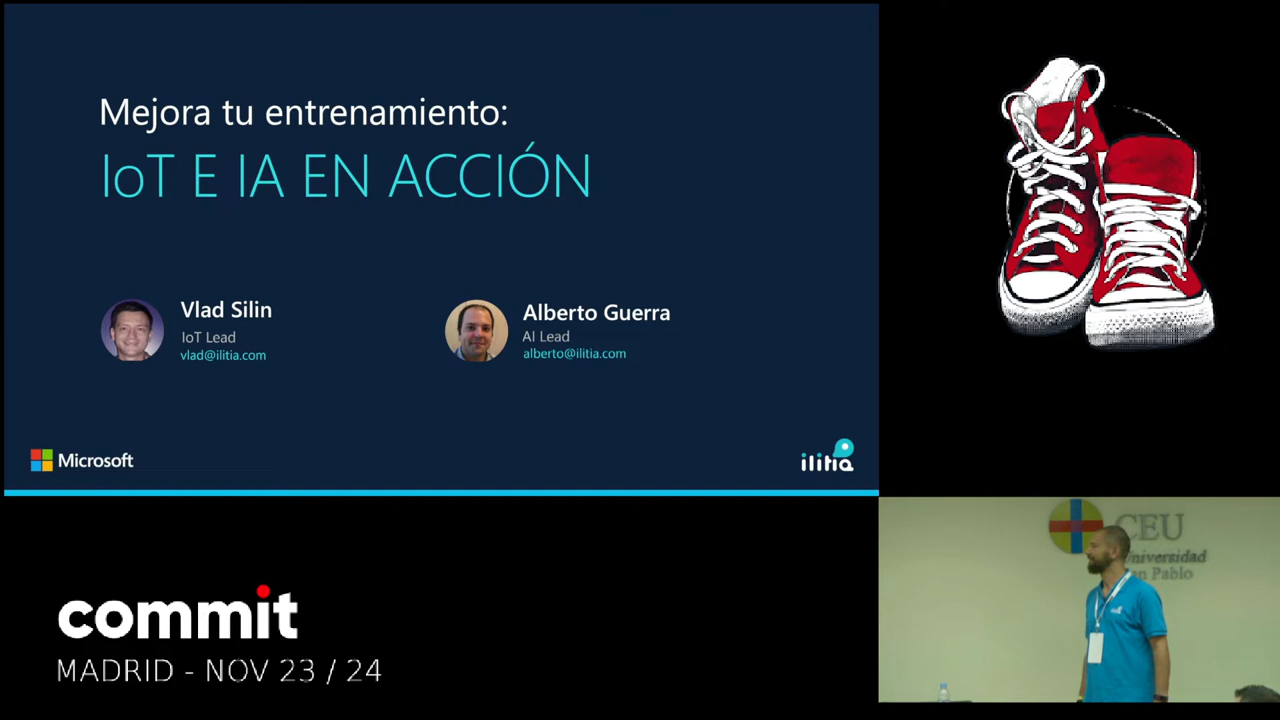 Mejora tu entrenamiento:
IoT E IA EN ACCIÓN
Vlad Silin
IoT Lead
vlad@ilitia.com
Alberto Guerra
AI Lead
alberto@ilitia.com
Microsoft
ilitia
commit
MADRID - NOV 23 / 24
CEU
Universidad
San Pablo